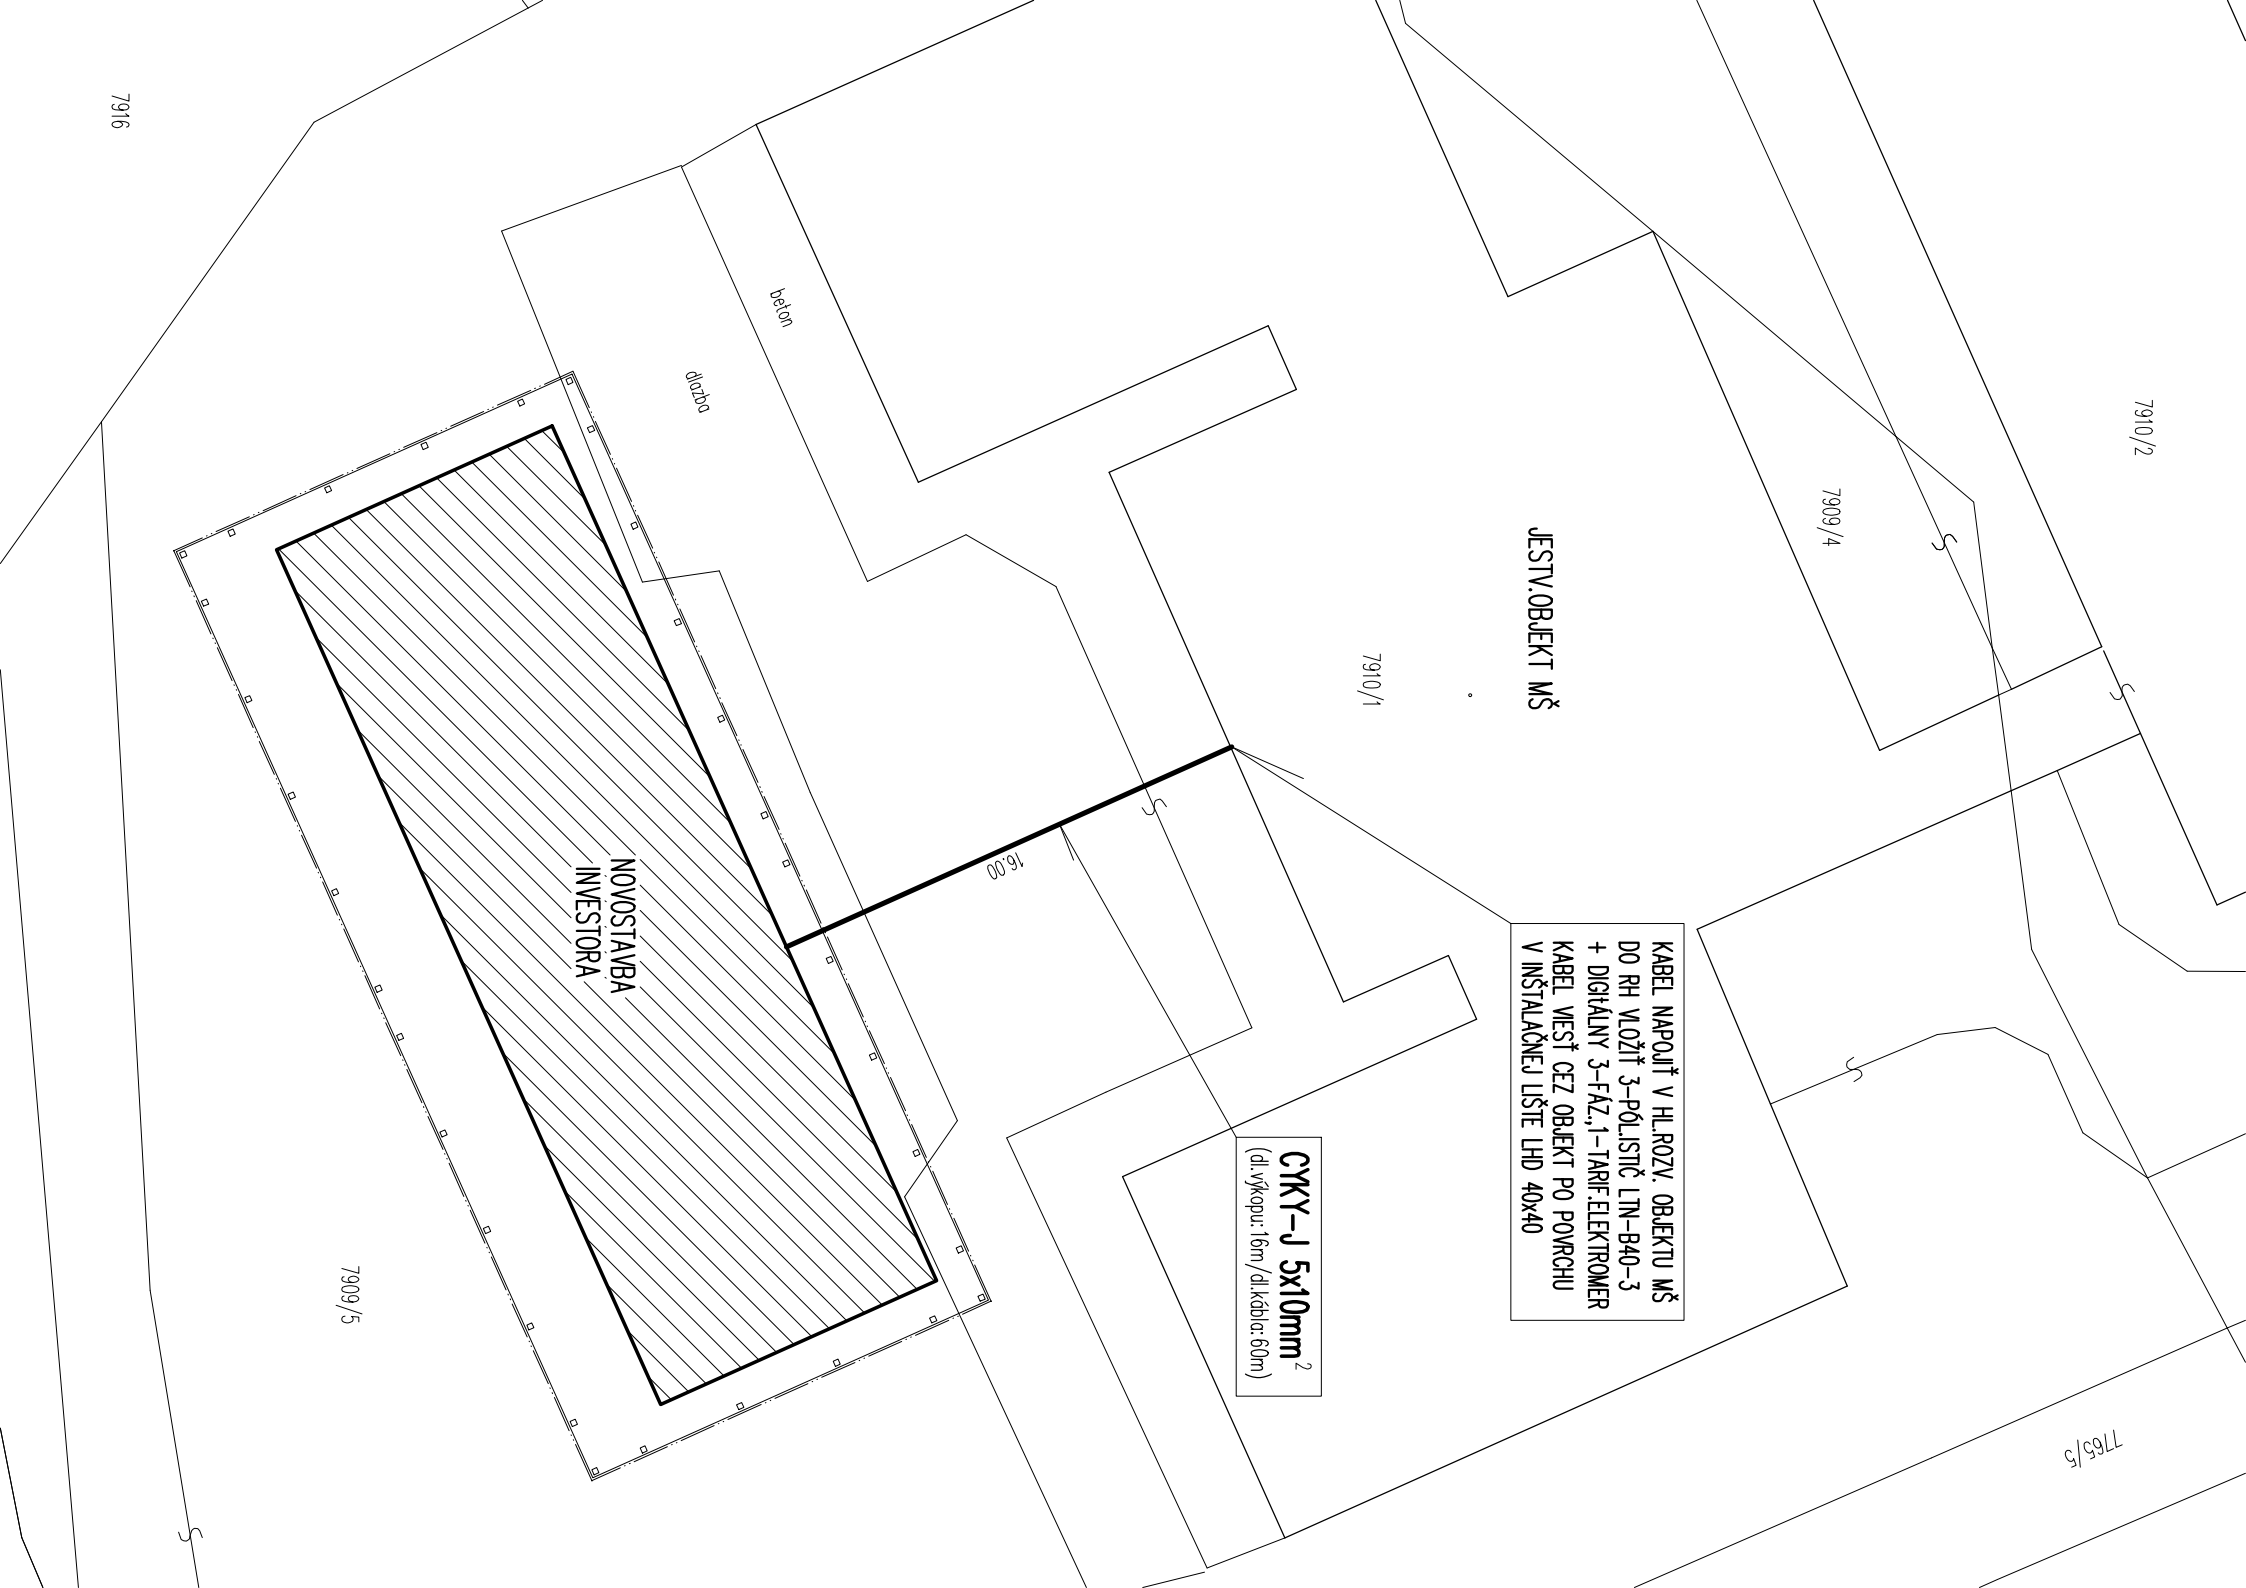 7916
7910/2
7909/4
beton
dlazba
JESTV.OBJEKT MŠ
7910/1
16.00
NOVOSTAVBA
INVESTORA
KABEL NAPOJIŤ V HL.ROZV. OBJEKTU MŠ
DO RH VLOŽIŤ 3-PÓL.ISTIČ LTN-B40-3
+ DIGITÁLNY 3-FÁZ.,1-TARIF.ELEKTROMER
KABEL VIESŤ CEZ OBJEKT PO POVRCHU
V INŠTALAČNEJ LIŠTE LHD 40x40
CYKY-J 5x10mm²
(dl.výkopu:16m/dl.kábla:60m)
7909/5
7765/5